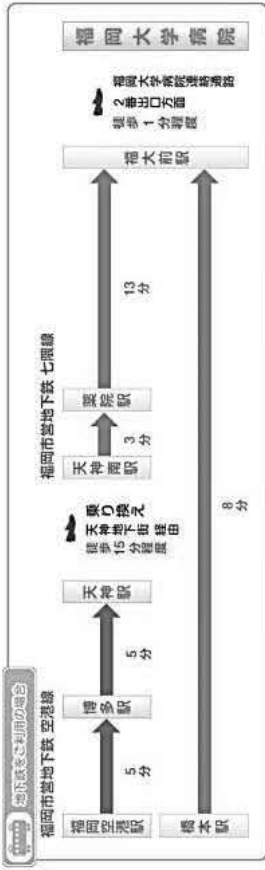 地下鉄をご利用の場合
福岡市営地下鉄 空港線
福岡空港駅
5分
博多駅
5分
天神駅
乗り換え
天神地下街 経由
徒歩15分程度
福岡市営地下鉄 七隈線
天神南駅
3分
薬院駅
13分
福大前駅
橋本駅
8分
福岡大学病院連絡通路
2番出口方面
徒歩1分程度
福岡大学病院